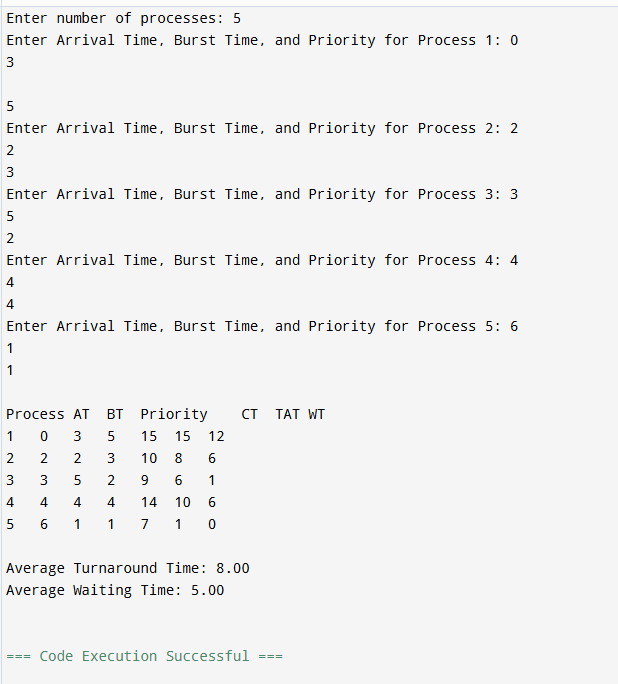 Enter number of processes: 5
Enter Arrival Time, Burst Time, and Priority for Process 1: 0
3
5
Enter Arrival Time, Burst Time, and Priority for Process 2: 2
2
3
Enter Arrival Time, Burst Time, and Priority for Process 3: 3
5
2
Enter Arrival Time, Burst Time, and Priority for Process 4: 4
4
4
Enter Arrival Time, Burst Time, and Priority for Process 5: 6
1
1
Process AT BT Priority CT TAT WT
1 0 3 5 15 15 12
2 2 2 3 10 8 6
3 3 5 2 9 6 1
4 4 4 4 14 10 6
5 6 1 1 7 1 0
Average Turnaround Time: 8.00
Average Waiting Time: 5.00
=== Code Execution Successful ===